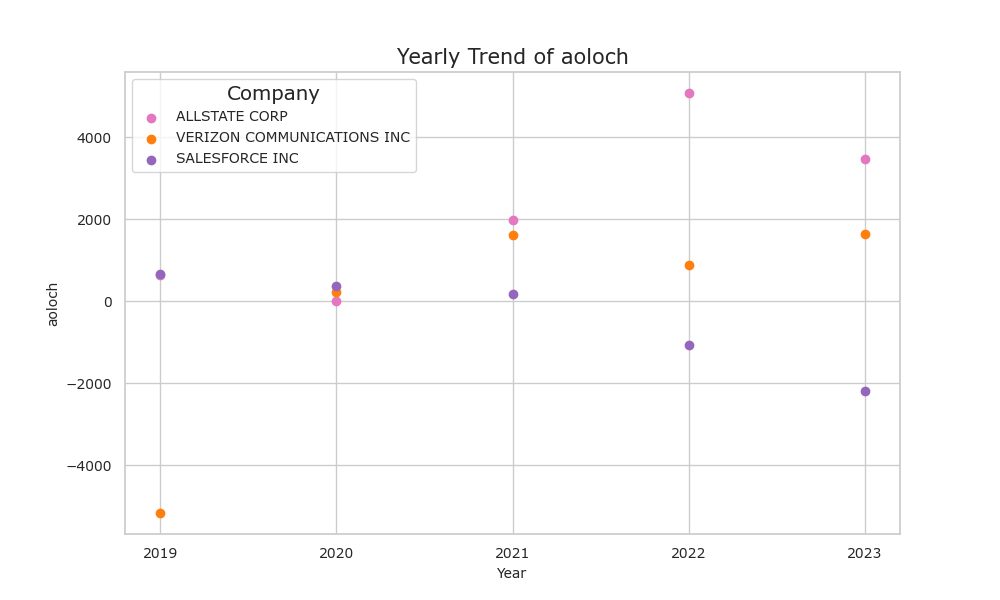 Yearly Trend of aoloch
Company
ALLSTATE CORP
VERIZON COMMUNICATIONS INC
SALESFORCE INC
aoloch
4000
2000
0
−2000
−4000
2019 2020 2021 2022 2023
Year